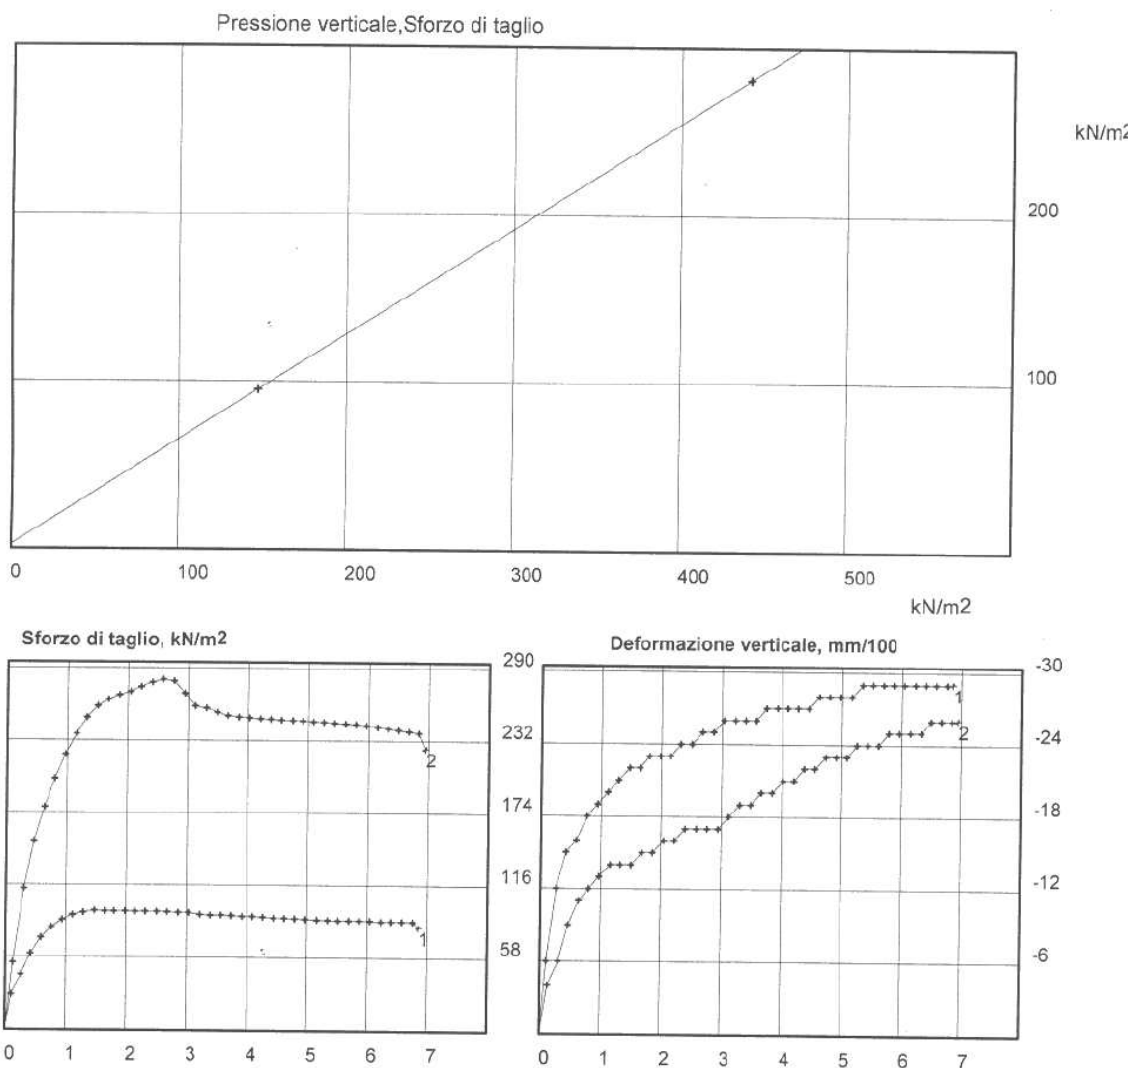 Pressione verticale,Sforzo di taglio
kN/m2
200
100
0 100 200 300 400 500
kN/m2
Sforzo di taglio, kN/m2
290
232
174
116
58
2
1
0 1 2 3 4 5 6 7
Deformazione verticale, mm/100
-30
-24
-18
-12
-6
1
2
0 1 2 3 4 5 6 7